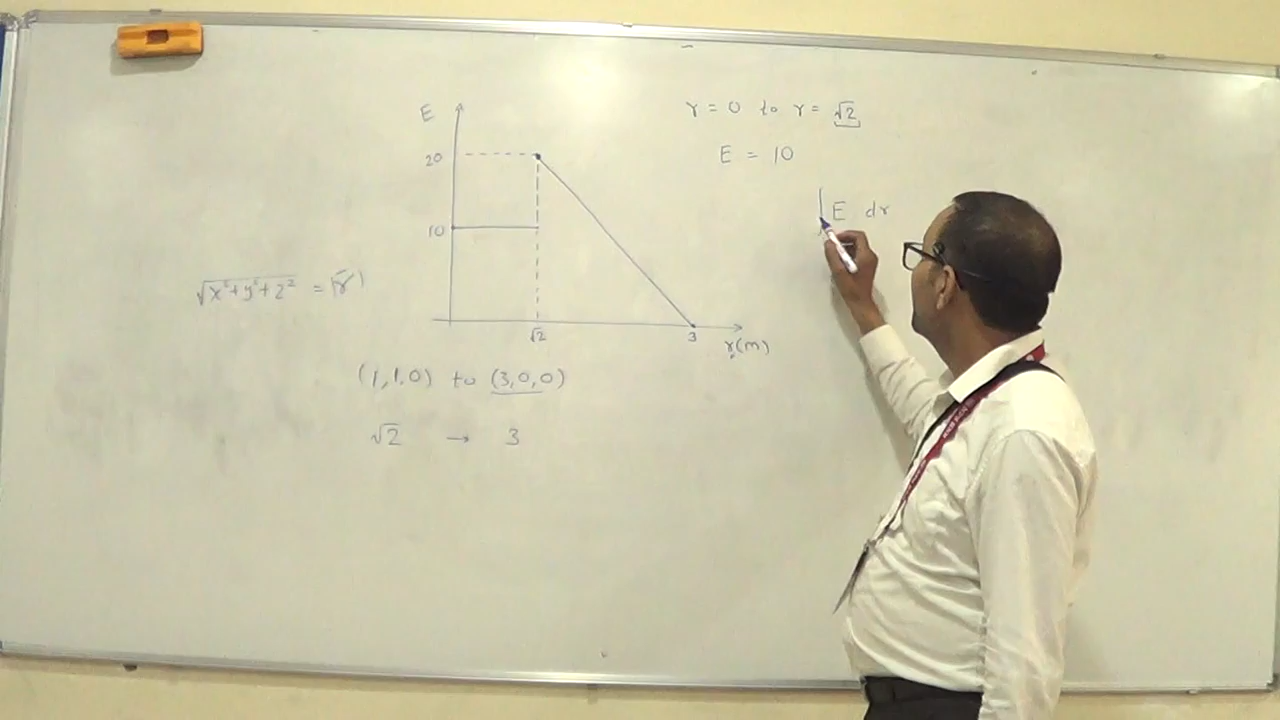 E
20
10
√2
3
r(m)
√x²+y²+z² = |r⃗|
(1,1,0) to (3,0,0)
√2 → 3
r = 0 to r = √2
E = 10
∫E dr